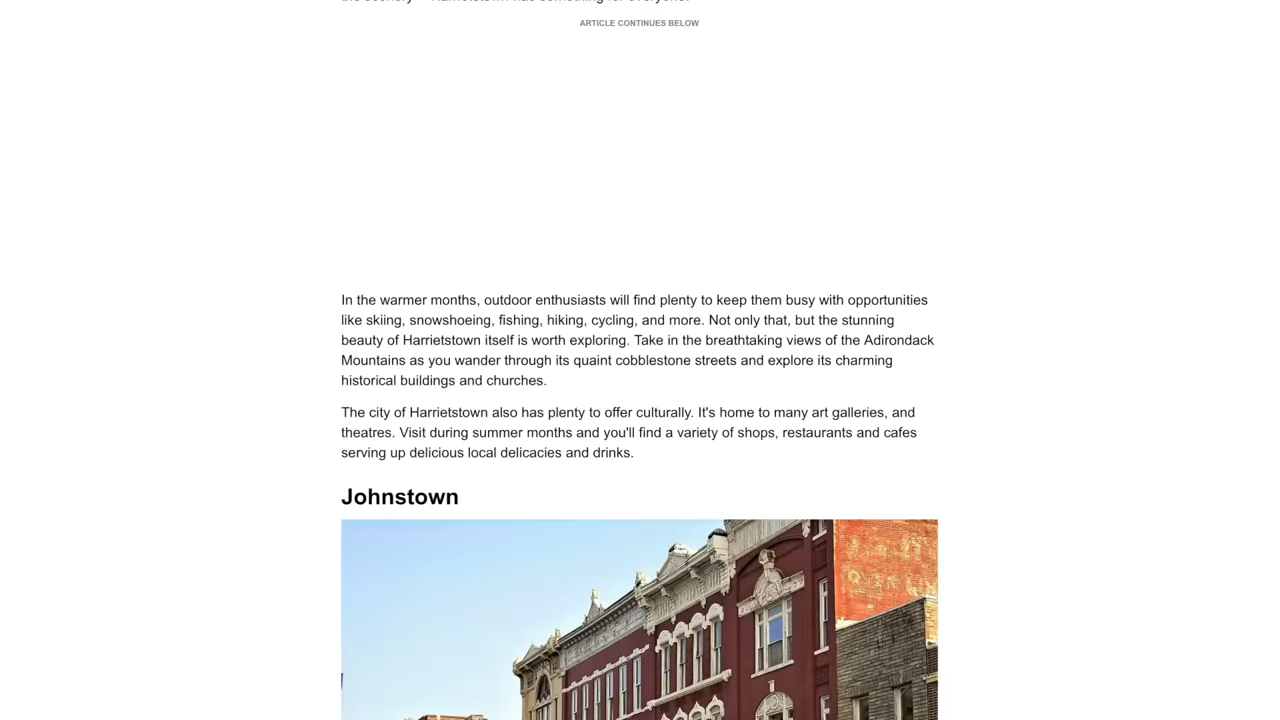 ARTICLE CONTINUES BELOW
In the warmer months, outdoor enthusiasts will find plenty to keep them busy with opportunities
like skiing, snowshoeing, fishing, hiking, cycling, and more. Not only that, but the stunning
beauty of Harrietstown itself is worth exploring. Take in the breathtaking views of the Adirondack
Mountains as you wander through its quaint cobblestone streets and explore its charming
historical buildings and churches.
The city of Harrietstown also has plenty to offer culturally. It's home to many art galleries, and
theatres. Visit during summer months and you'll find a variety of shops, restaurants and cafes
serving up delicious local delicacies and drinks.
Johnstown